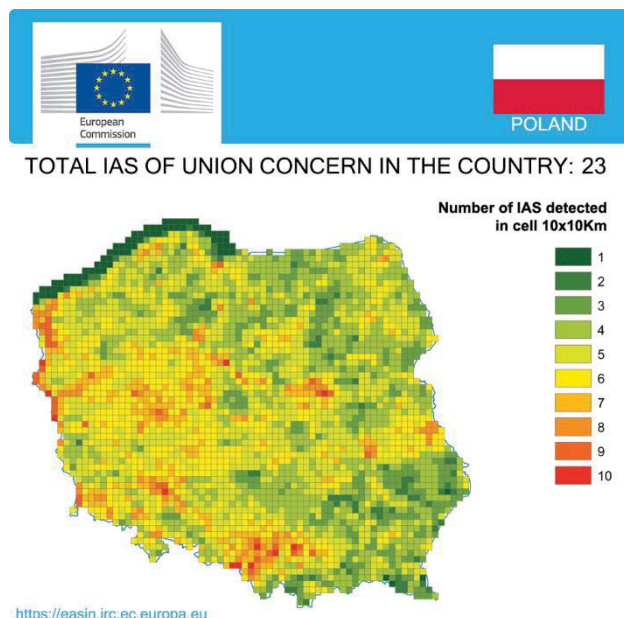 European
Commission
POLAND
TOTAL IAS OF UNION CONCERN IN THE COUNTRY: 23
Number of IAS detected
in cell 10x10Km
1
2
3
4
5
6
7
8
9
10
https://easin.jrc.ec.europa.eu